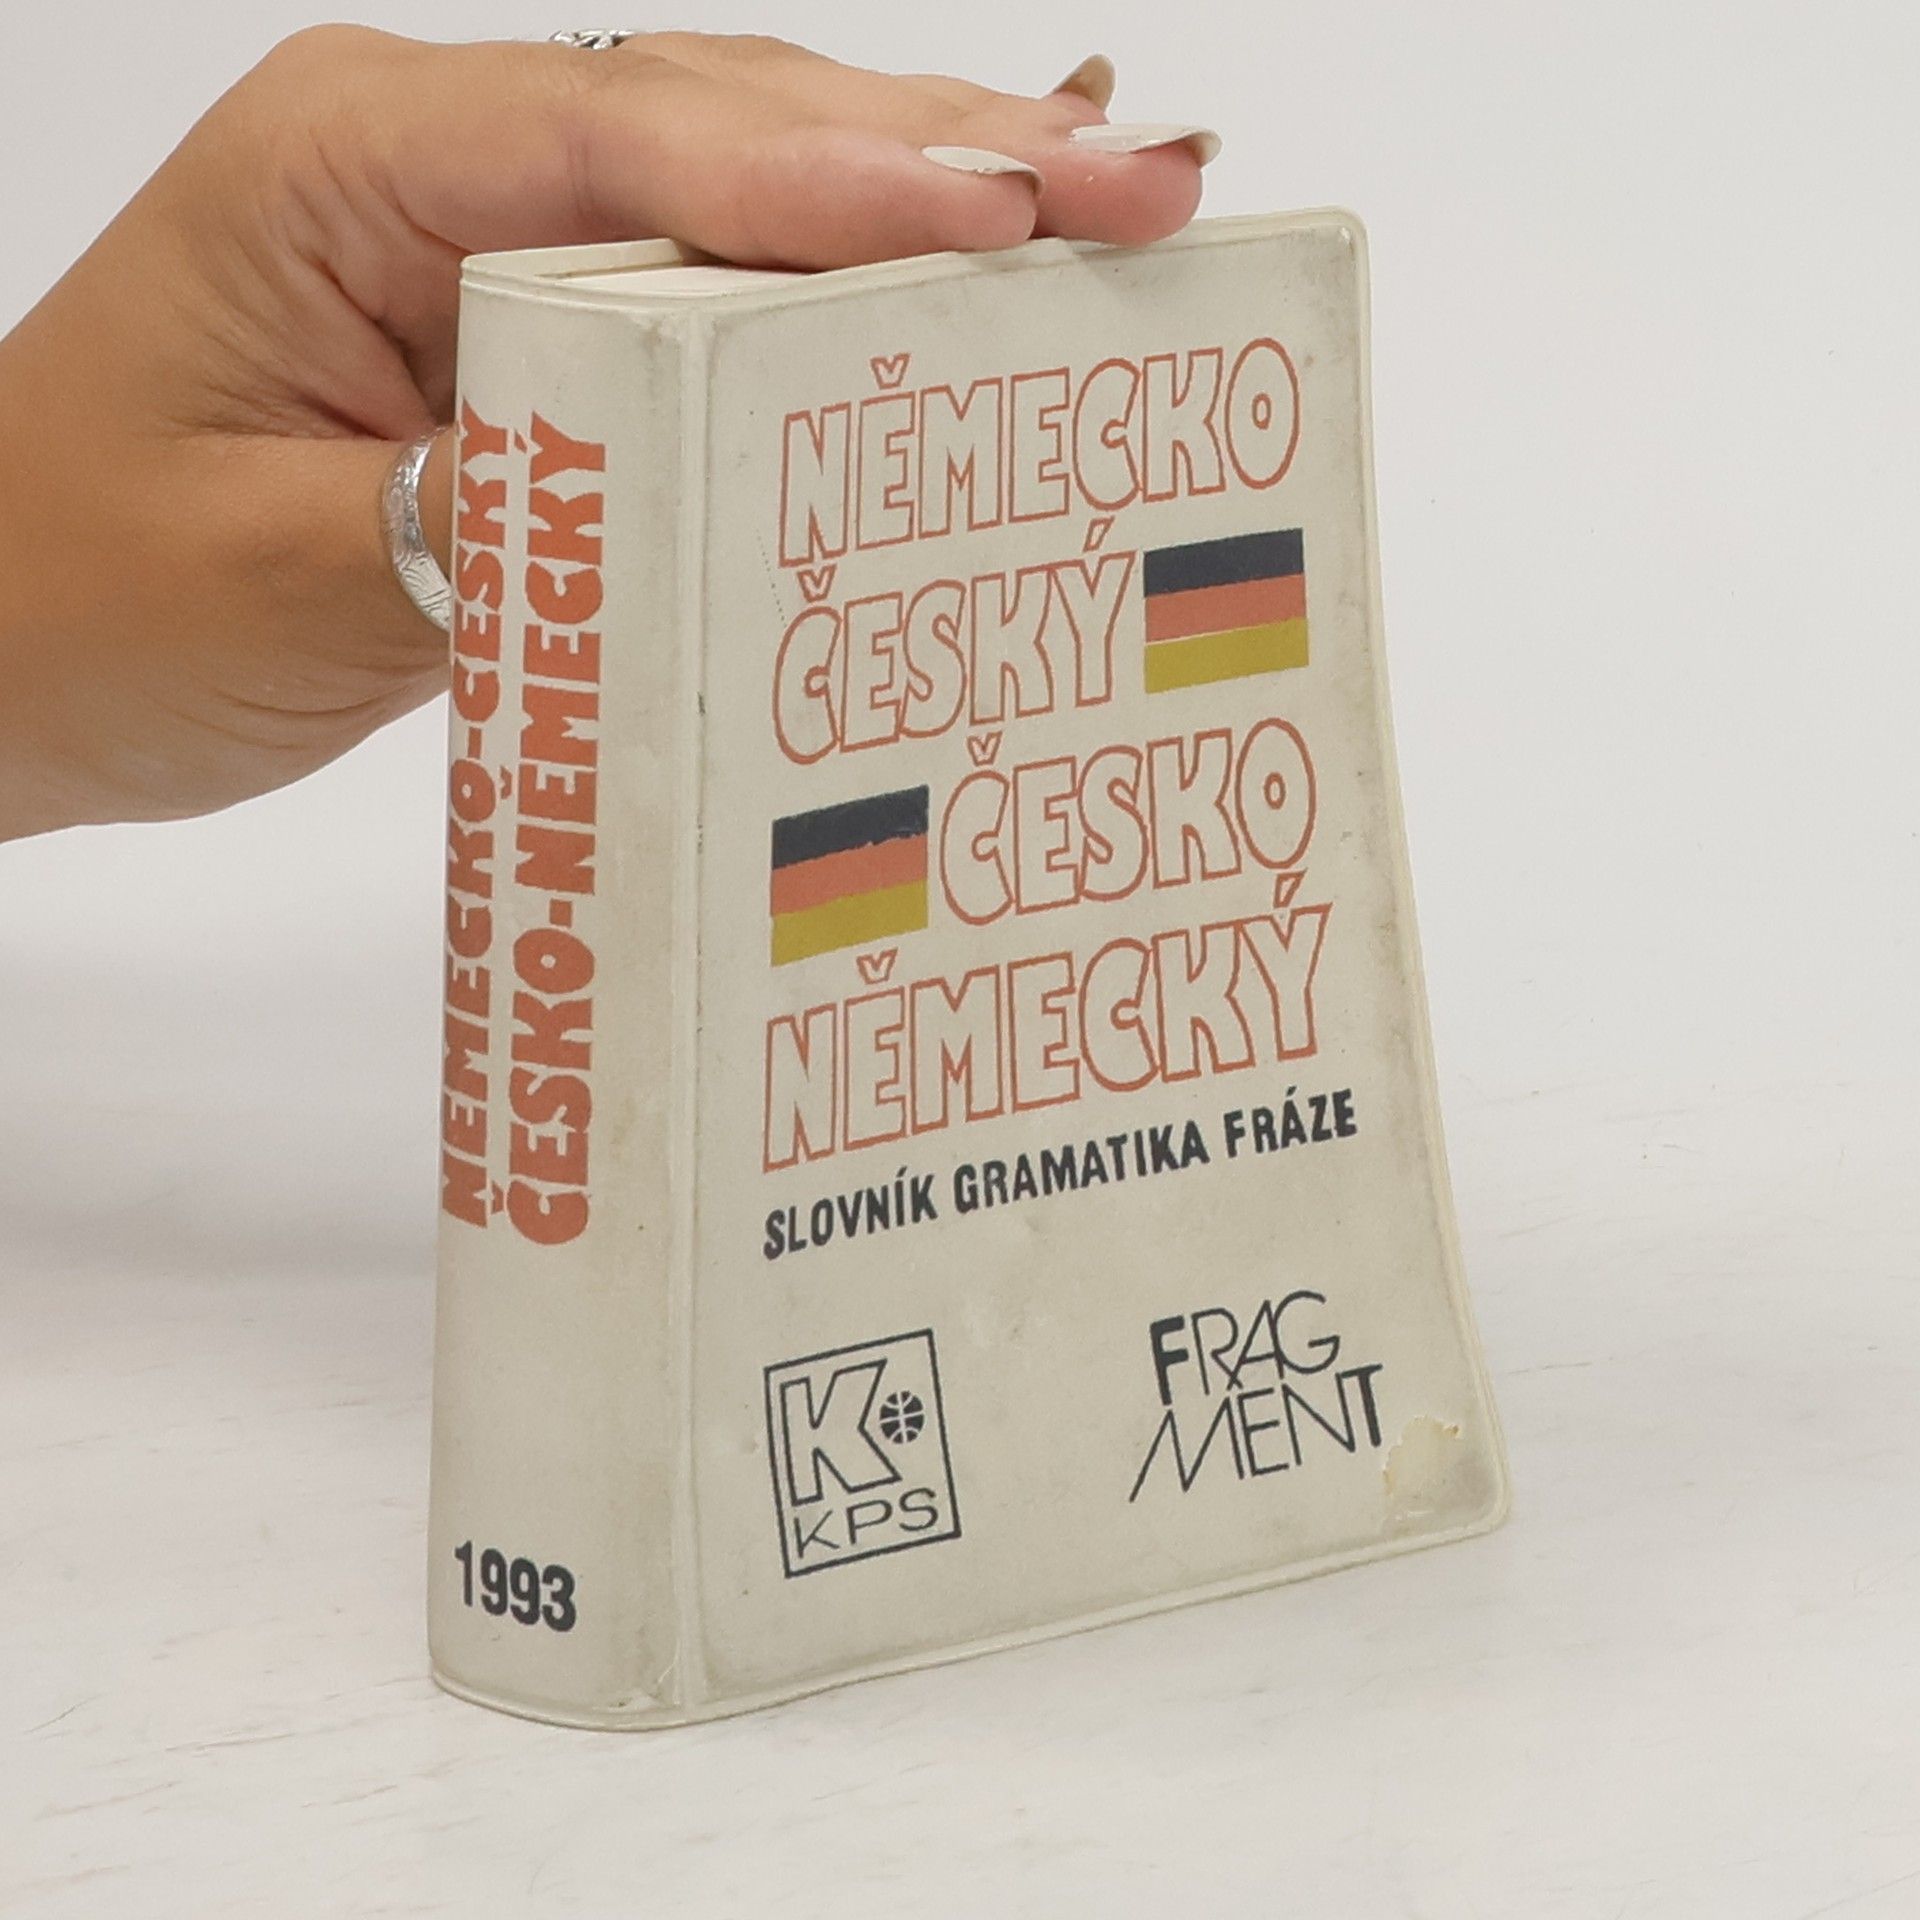 NĚMECKO-ČESKÝ
ČESKO-NĚMECKÝ
1993
NĚMECKO
ČESKÝ
ČESKO
NĚMECKÝ
SLOVNÍK GRAMATIKA FRÁZE
K
KPS
FRAG
MENT